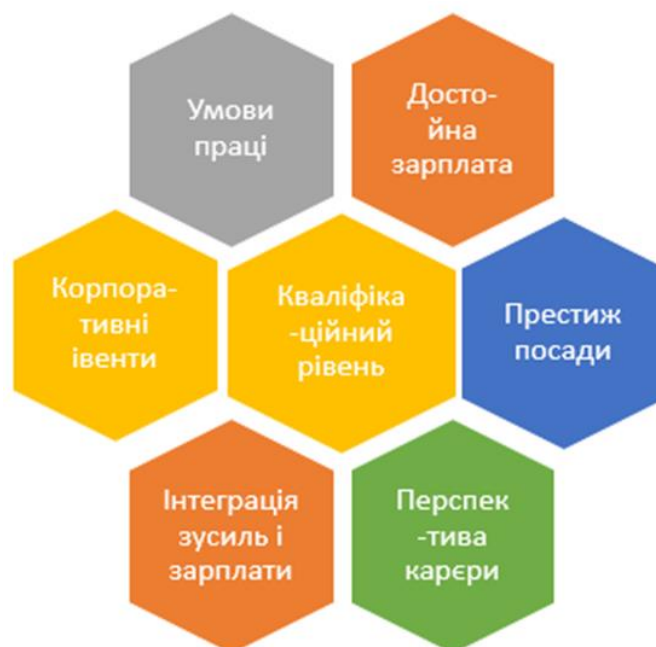 Умови
праці
Досто-
йна
зарплата
Корпора-
тивні
івенти
Кваліфіка
-ційний
рівень
Престиж
посади
Інтеграція
зусиль і
зарплати
Перспек
-тива
карєри